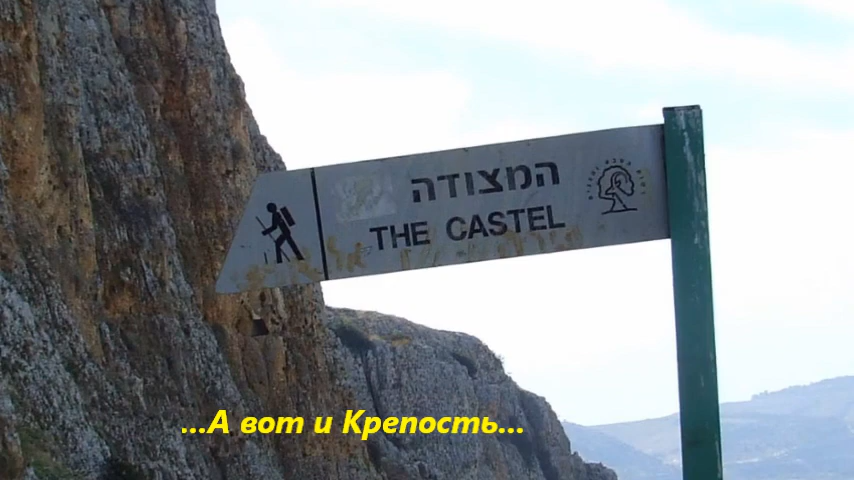 המצודה
THE CASTEL
...А вот и Крепость...